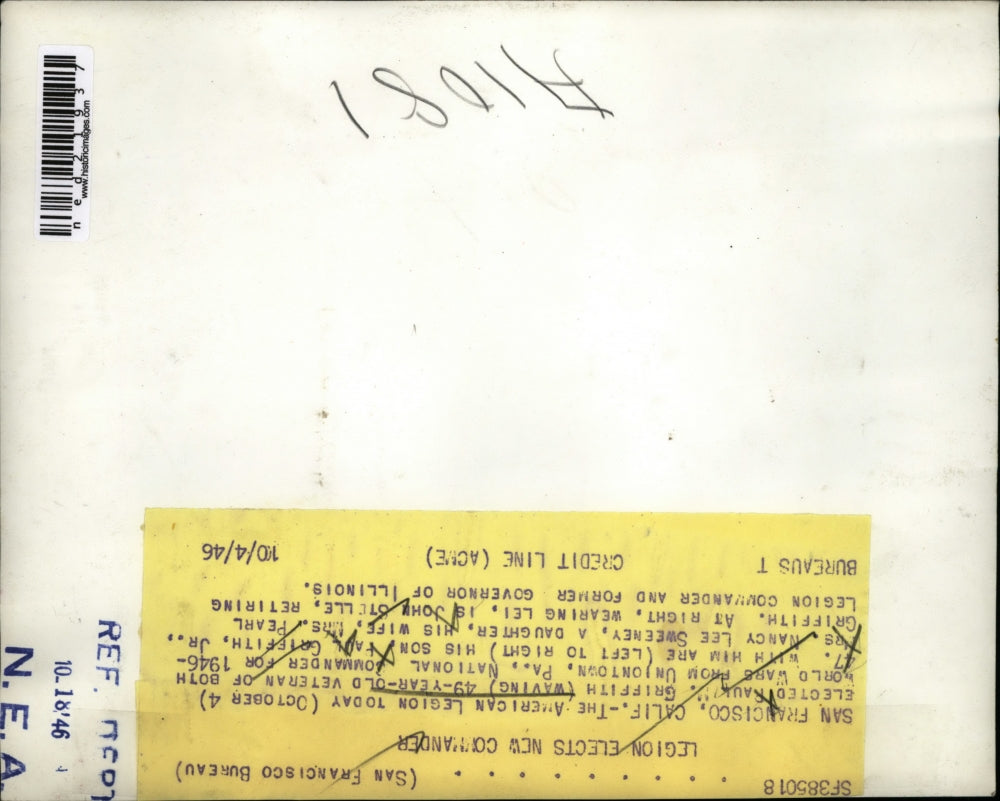 SF385018 . . . . . . . . . (SAN FRANCISCO BUREAU)
LEGION ELECTS NEW COMMANDER
SAN FRANCISCO, CALIF.-THE AMERICAN LEGION TODAY (OCTOBER 4)
ELECTED PAUL H. GRIFFITH (WAVING) 49-YEAR-OLD VETERAN OF BOTH
WORLD WARS FROM UNIONTOWN, PA., NATIONAL COMMANDER FOR 1946-
47. WITH HIM ARE (LEFT TO RIGHT) HIS SON PAUL GRIFFITH, JR.,
MRS. NANCY LEE SWEENEY, A DAUGHTER, HIS WIFE, MRS. PEARL
GRIFFITH. AT RIGHT, WEARING LEI, IS JOHN STELLE, RETIRING
LEGION COMMANDER AND FORMER GOVERNOR OF ILLINOIS.
BUREAUS T CREDIT LINE (ACME) 10/4/46
ned21937
www.historicimages.com
REF. DEPT
10.18'46
N.E.A.